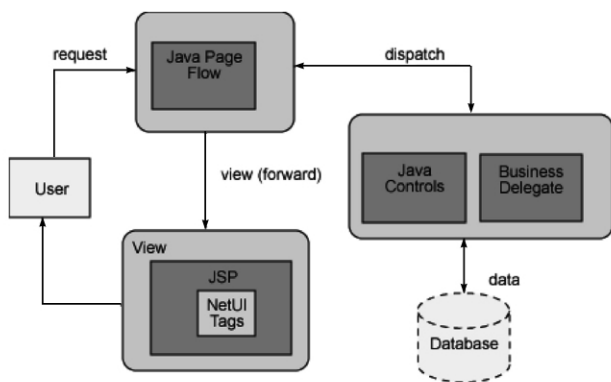 request
Java Page
Flow
dispatch
User
view (forward)
Java
Controls
Business
Delegate
View
JSP
NetUI
Tags
data
Database